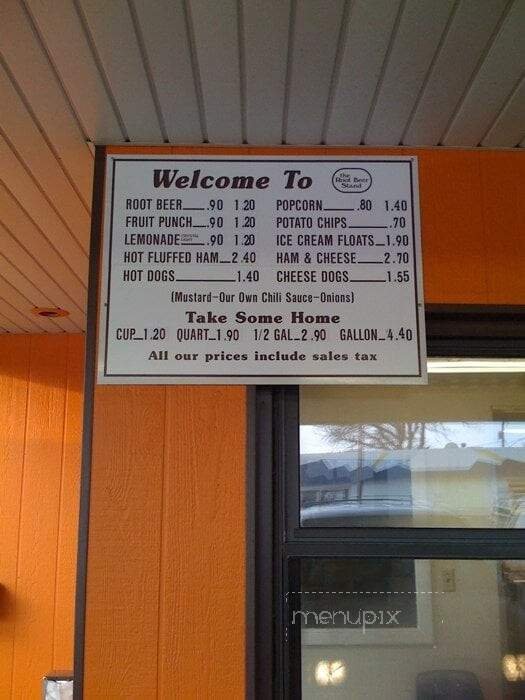 Welcome To
the Root Beer Stand
ROOT BEER .90 1.20
FRUIT PUNCH .90 1.20
LEMONADE CRYSTAL LIGHT .90 1.20
HOT FLUFFED HAM 2.40
HOT DOGS 1.40
POPCORN .80 1.40
POTATO CHIPS .70
ICE CREAM FLOATS 1.90
HAM & CHEESE 2.70
CHEESE DOGS 1.55
(Mustard-Our Own Chili Sauce-Onions)
Take Some Home
CUP 1.20 QUART 1.90 1/2 GAL 2.90 GALLON 4.40
All our prices include sales tax
menupix